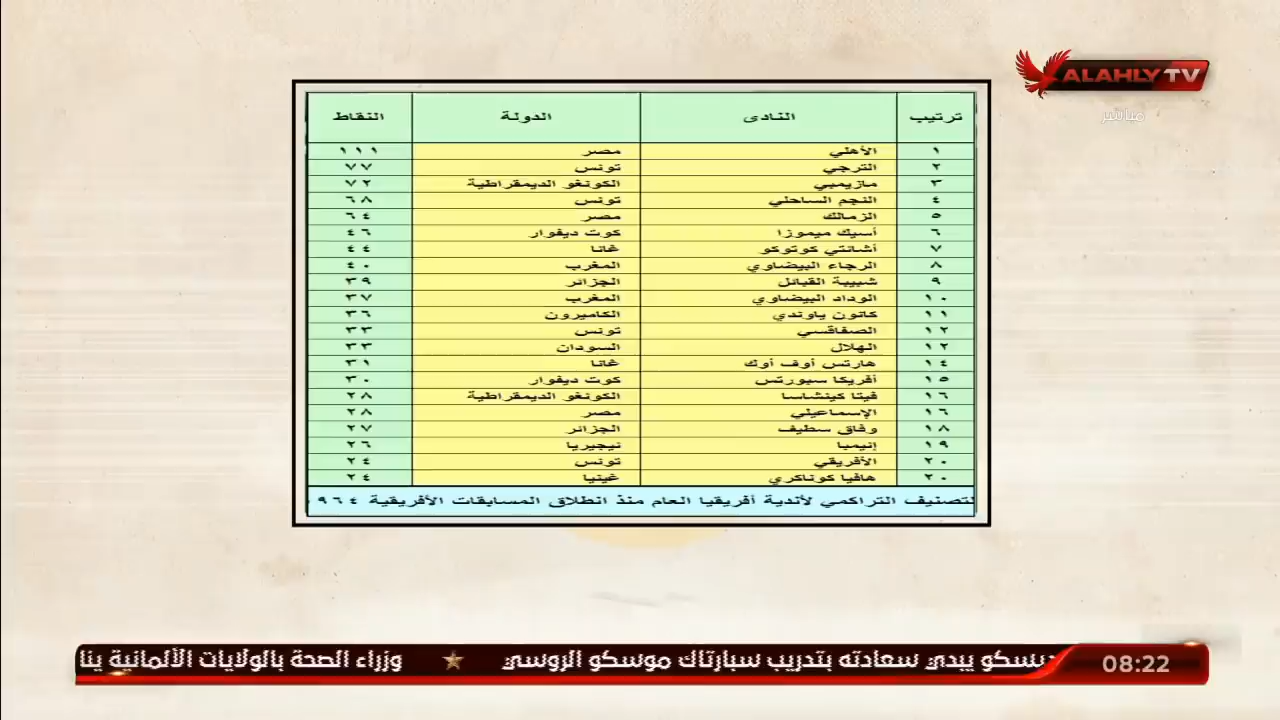 ALAHLY TV
مباشر
ترتيب النادى الدولة النقاط
١ الأهلي مصر ١١١
٢ الترجي تونس ٧٧
٣ مازيمبي الكونغو الديمقراطية ٧٢
٤ النجم الساحلي تونس ٦٨
٥ الزمالك مصر ٦٤
٦ أسيك ميموزا كوت ديفوار ٤٦
٧ أشانتي كوتوكو غانا ٤٤
٨ الرجاء البيضاوي المغرب ٤٠
٩ شبيبة القبائل الجزائر ٣٩
١٠ الوداد البيضاوي المغرب ٣٧
١١ كانون ياوندي الكاميرون ٣٦
١٢ الصفاقسي تونس ٣٣
١٢ الهلال السودان ٣٣
١٤ هارتس أوف أوك غانا ٣١
١٥ أفريكا سبورتس كوت ديفوار ٣٠
١٦ فيتا كينشاسا الكونغو الديمقراطية ٢٨
١٦ الإسماعيلي مصر ٢٨
١٨ وفاق سطيف الجزائر ٢٧
١٩ إنيمبا نيجيريا ٢٦
٢٠ الأفريقي تونس ٢٤
٢٠ هافيا كوناكري غينيا ٢٤
لتصنيف التراكمي لأندية أفريقيا العام منذ انطلاق المسابقات الأفريقية ٩٦٤
ديسكو يبدي سعادته بتدريب سبارتاك موسكو الروسي ★ وزراء الصحة بالولايات الألمانية ينا
08:22